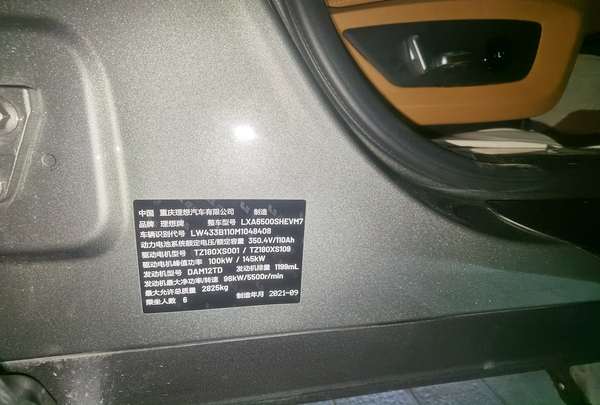 中国 重庆理想汽车有限公司 制造
品牌 理想牌 整车型号 LXA6500SHEVM7
车辆识别代号 LW433B110M1048408
动力电池系统额定电压/额定容量 350.4V/110Ah
驱动电机型号 TZ180XS001 / TZ180XS109
驱动电机峰值功率 100kW / 145kW
发动机型号 DAM12TD 发动机排量 1199mL
发动机最大净功率/转速 96kW/5500r/min
最大允许总质量 2825kg
乘坐人数 6 制造年月 2021-09